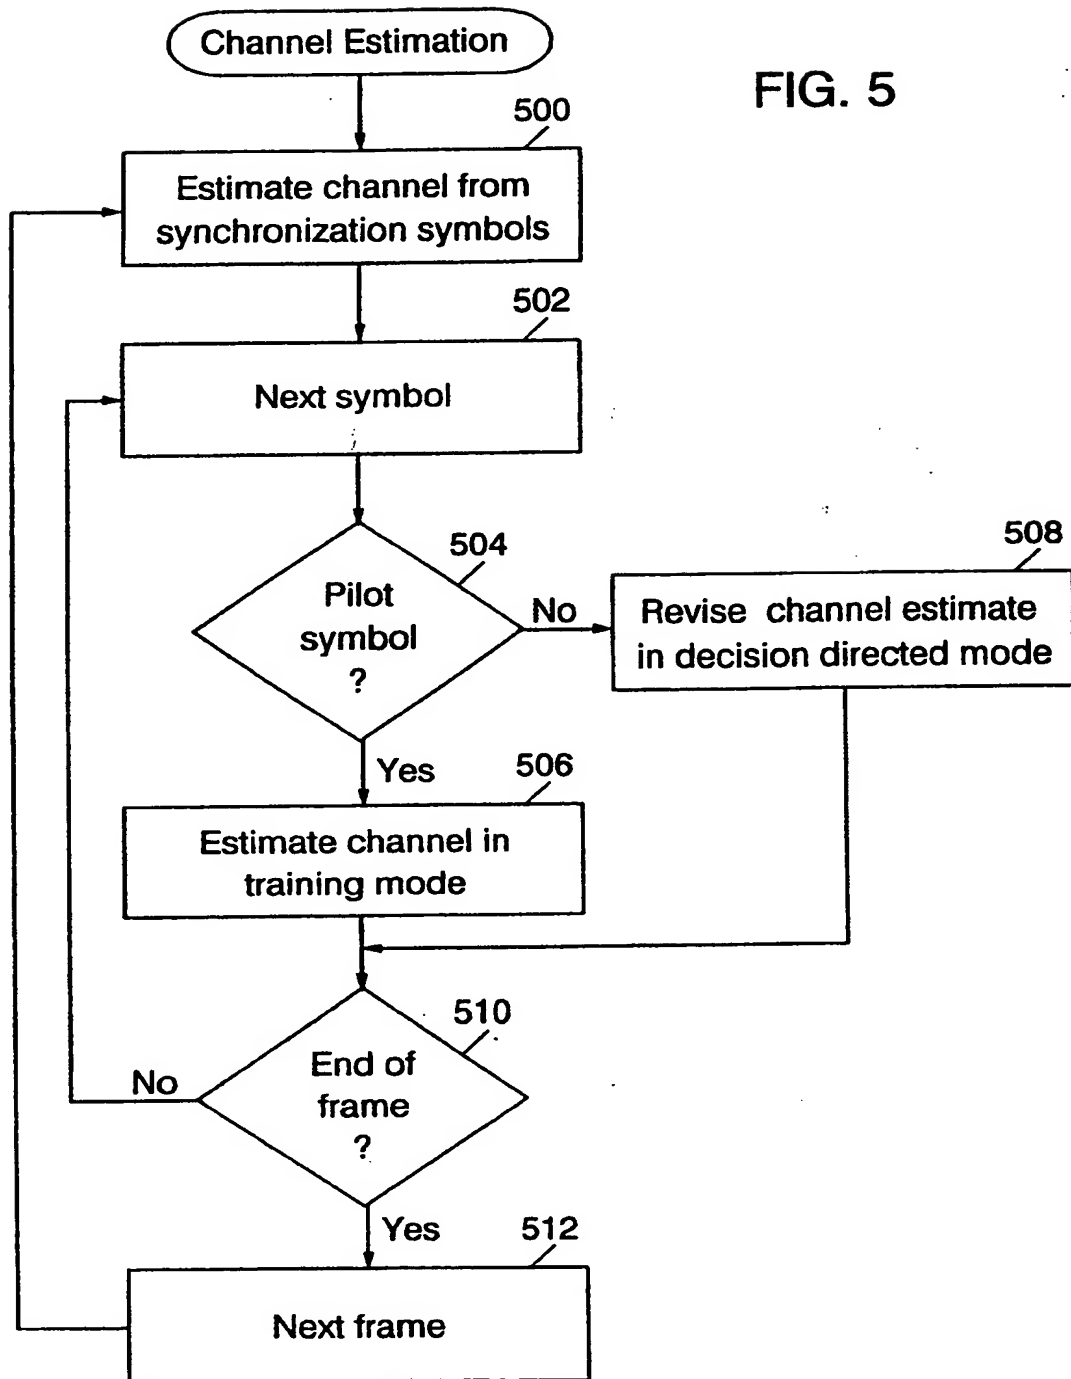 Channel Estimation
FIG. 5
500
Estimate channel from
synchronization symbols
502
Next symbol
504
Pilot
symbol
?
No
508
Revise channel estimate
in decision directed mode
Yes
506
Estimate channel in
training mode
510
End of
frame
?
No
Yes
512
Next frame